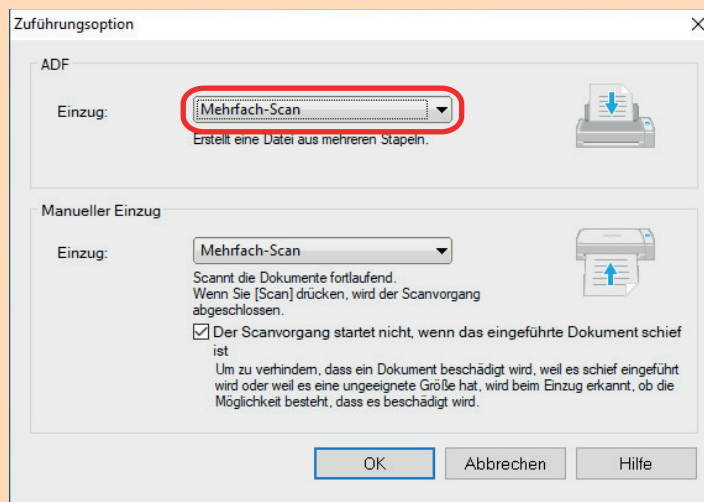 Zuführungsoption
ADF
Einzug:
Mehrfach-Scan
Erstellt eine Datei aus mehreren Stapeln.
Manueller Einzug
Einzug:
Mehrfach-Scan
Scannt die Dokumente fortlaufend.
Wenn Sie [Scan] drücken, wird der Scanvorgang
abgeschlossen.
Der Scanvorgang startet nicht, wenn das eingeführte Dokument schief
ist
Um zu verhindern, dass ein Dokument beschädigt wird, weil es schief eingeführt
wird oder weil es eine ungeeignete Größe hat, wird beim Einzug erkannt, ob die
Möglichkeit besteht, dass es beschädigt wird.
OK
Abbrechen
Hilfe